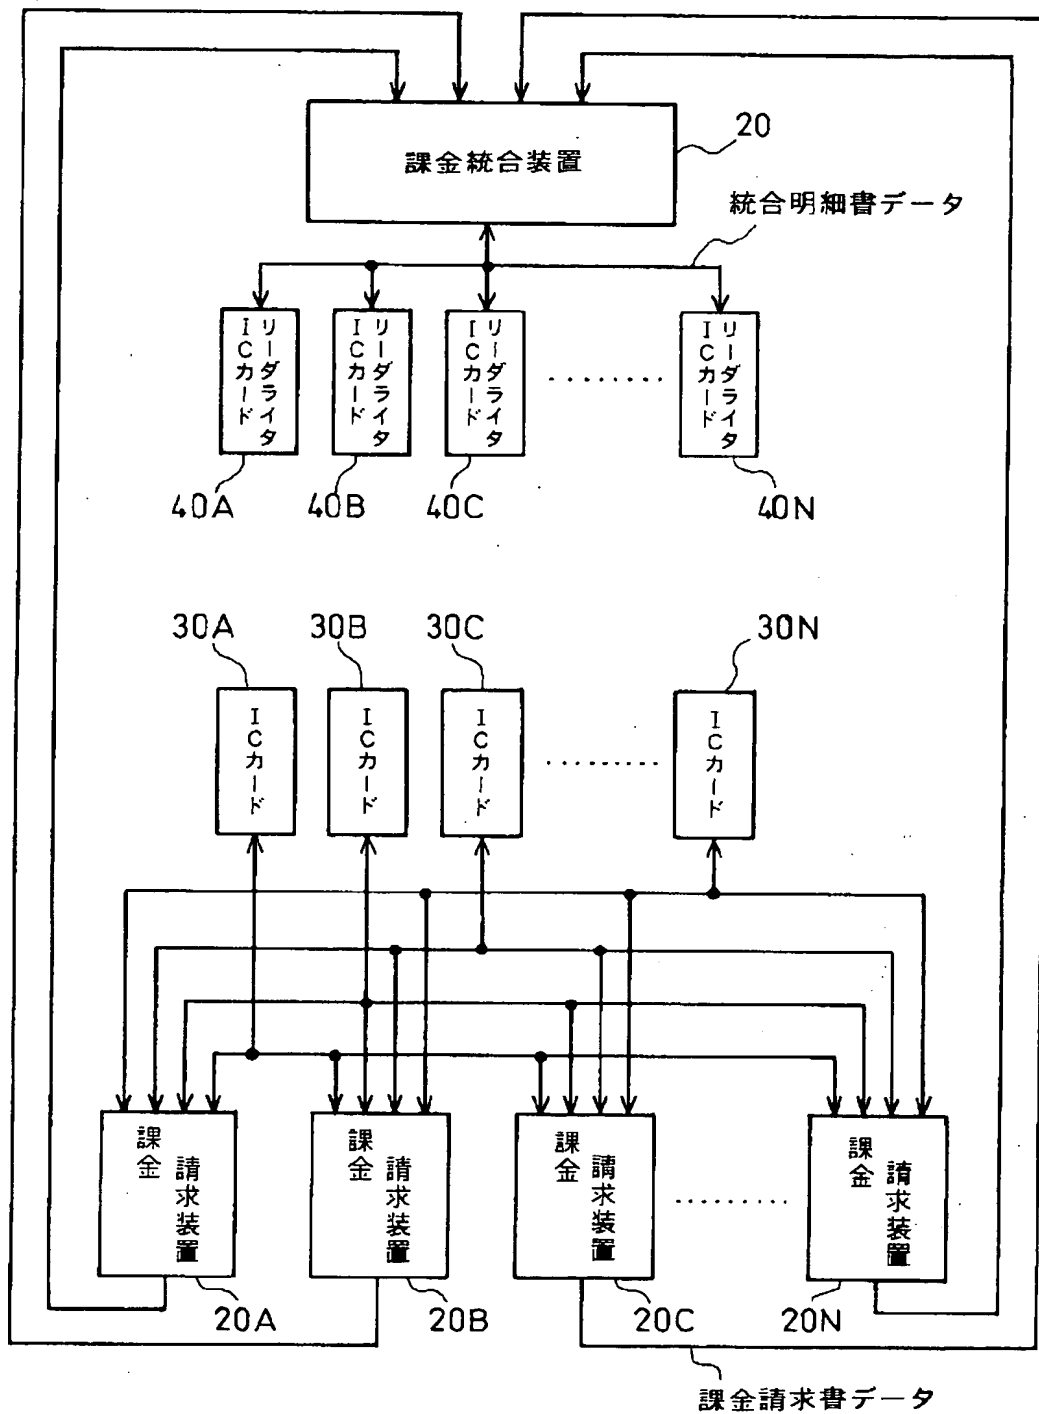 課金統合装置
20
統合明細書データ
ICカード
リーダライタ
ICカード
リーダライタ
ICカード
リーダライタ
ICカード
リーダライタ
40A
40B
40C
40N
30A
30B
30C
30N
ICカード
ICカード
ICカード
ICカード
課金
請求装置
課金
請求装置
課金
請求装置
課金
請求装置
20A
20B
20C
20N
課金請求書データ